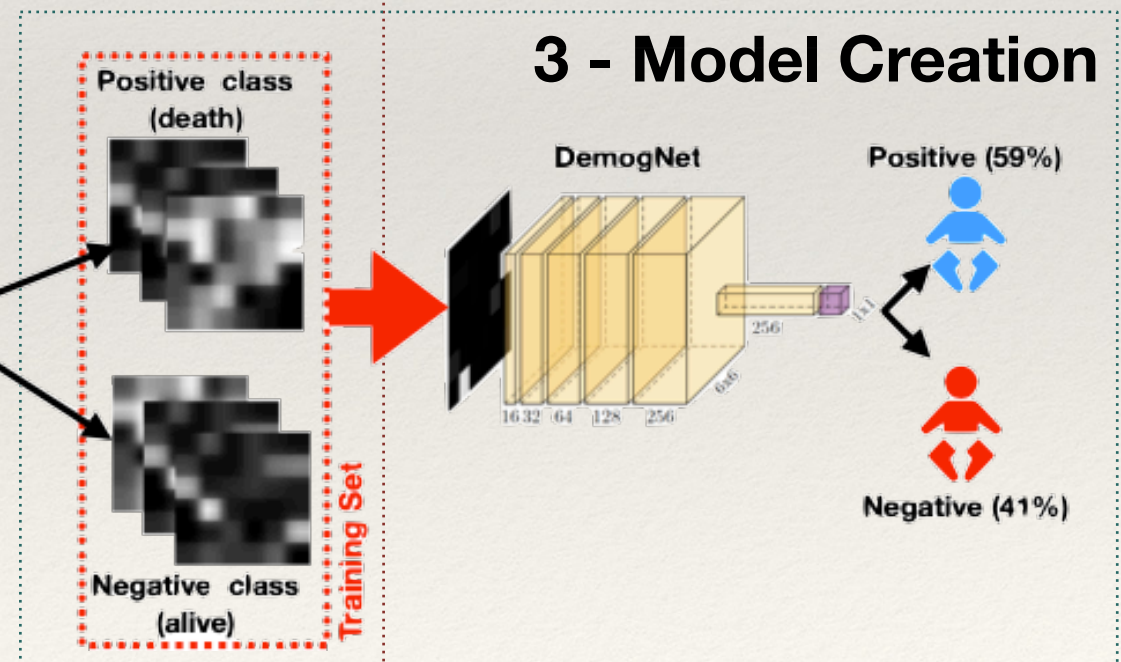 3 - Model Creation
Positive class
(death)
Negative class
(alive)
Training Set
DemogNet
16 32 64 128 256
6x6
256
1x1
Positive (59%)
Negative (41%)